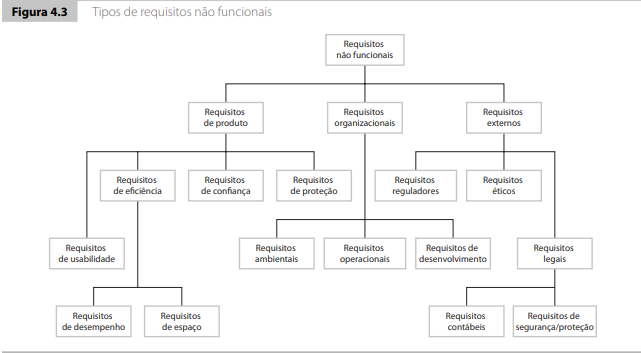 Figura 4.3 Tipos de requisitos não funcionais
Requisitos
não funcionais
Requisitos
de produto
Requisitos
organizacionais
Requisitos
externos
Requisitos
de eficiência
Requisitos
de confiança
Requisitos
de proteção
Requisitos
reguladores
Requisitos
éticos
Requisitos
de usabilidade
Requisitos
ambientais
Requisitos
operacionais
Requisitos de
desenvolvimento
Requisitos
legais
Requisitos
de desempenho
Requisitos
de espaço
Requisitos
contábeis
Requisitos de
segurança/proteção